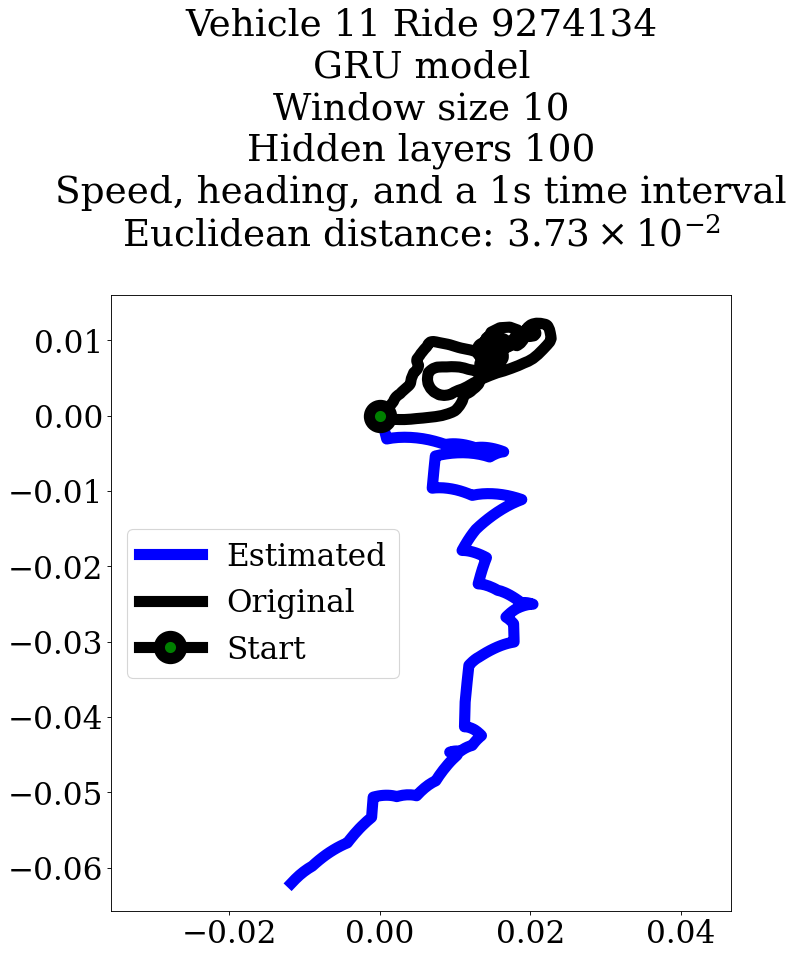 Vehicle 11 Ride 9274134
GRU model
Window size 10
Hidden layers 100
Speed, heading, and a 1s time interval
Euclidean distance: 3.73 × 10⁻²
0.01
0.00
−0.01
−0.02
−0.03
−0.04
−0.05
−0.06
Estimated
Original
Start
−0.02 0.00 0.02 0.04